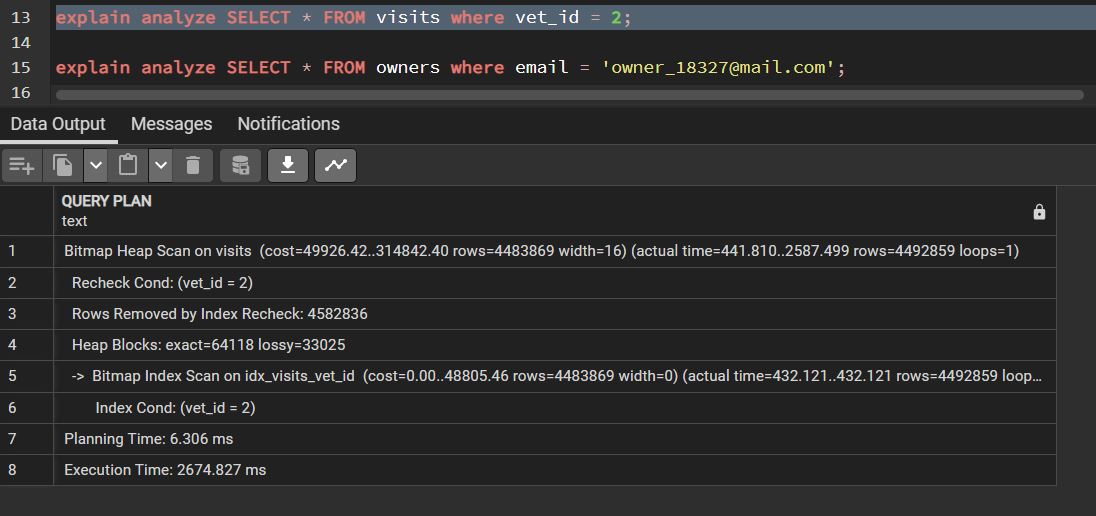 13 explain analyze SELECT * FROM visits where vet_id = 2;
14
15 explain analyze SELECT * FROM owners where email = 'owner_18327@mail.com';
16
Data Output Messages Notifications
QUERY PLAN
text
1 Bitmap Heap Scan on visits (cost=49926.42..314842.40 rows=4483869 width=16) (actual time=441.810..2587.499 rows=4492859 loops=1)
2 Recheck Cond: (vet_id = 2)
3 Rows Removed by Index Recheck: 4582836
4 Heap Blocks: exact=64118 lossy=33025
5 -> Bitmap Index Scan on idx_visits_vet_id (cost=0.00..48805.46 rows=4483869 width=0) (actual time=432.121..432.121 rows=4492859 loop...
6 Index Cond: (vet_id = 2)
7 Planning Time: 6.306 ms
8 Execution Time: 2674.827 ms